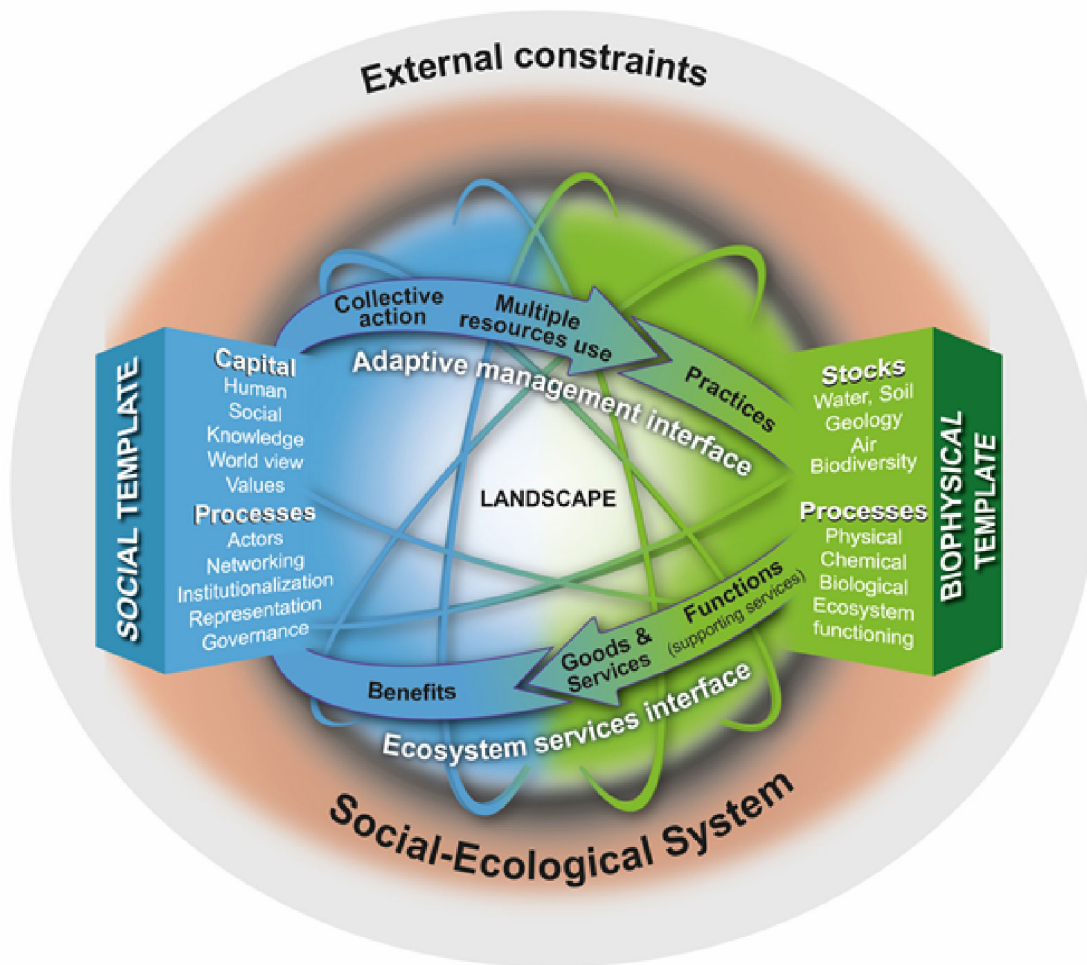 External constraints
Collective
action
Multiple
resources use
Practices
Adaptive management interface
SOCIAL TEMPLATE
Capital
Human
Social
Knowledge
World view
Values
Processes
Actors
Networking
Institutionalization
Representation
Governance
LANDSCAPE
Stocks
Water, Soil
Geology
Air
Biodiversity
Processes
Physical
Chemical
Biological
Ecosystem
functioning
BIOPHYSICAL
TEMPLATE
Functions
(supporting services)
Goods &
Services
Benefits
Ecosystem services interface
Social-Ecological System